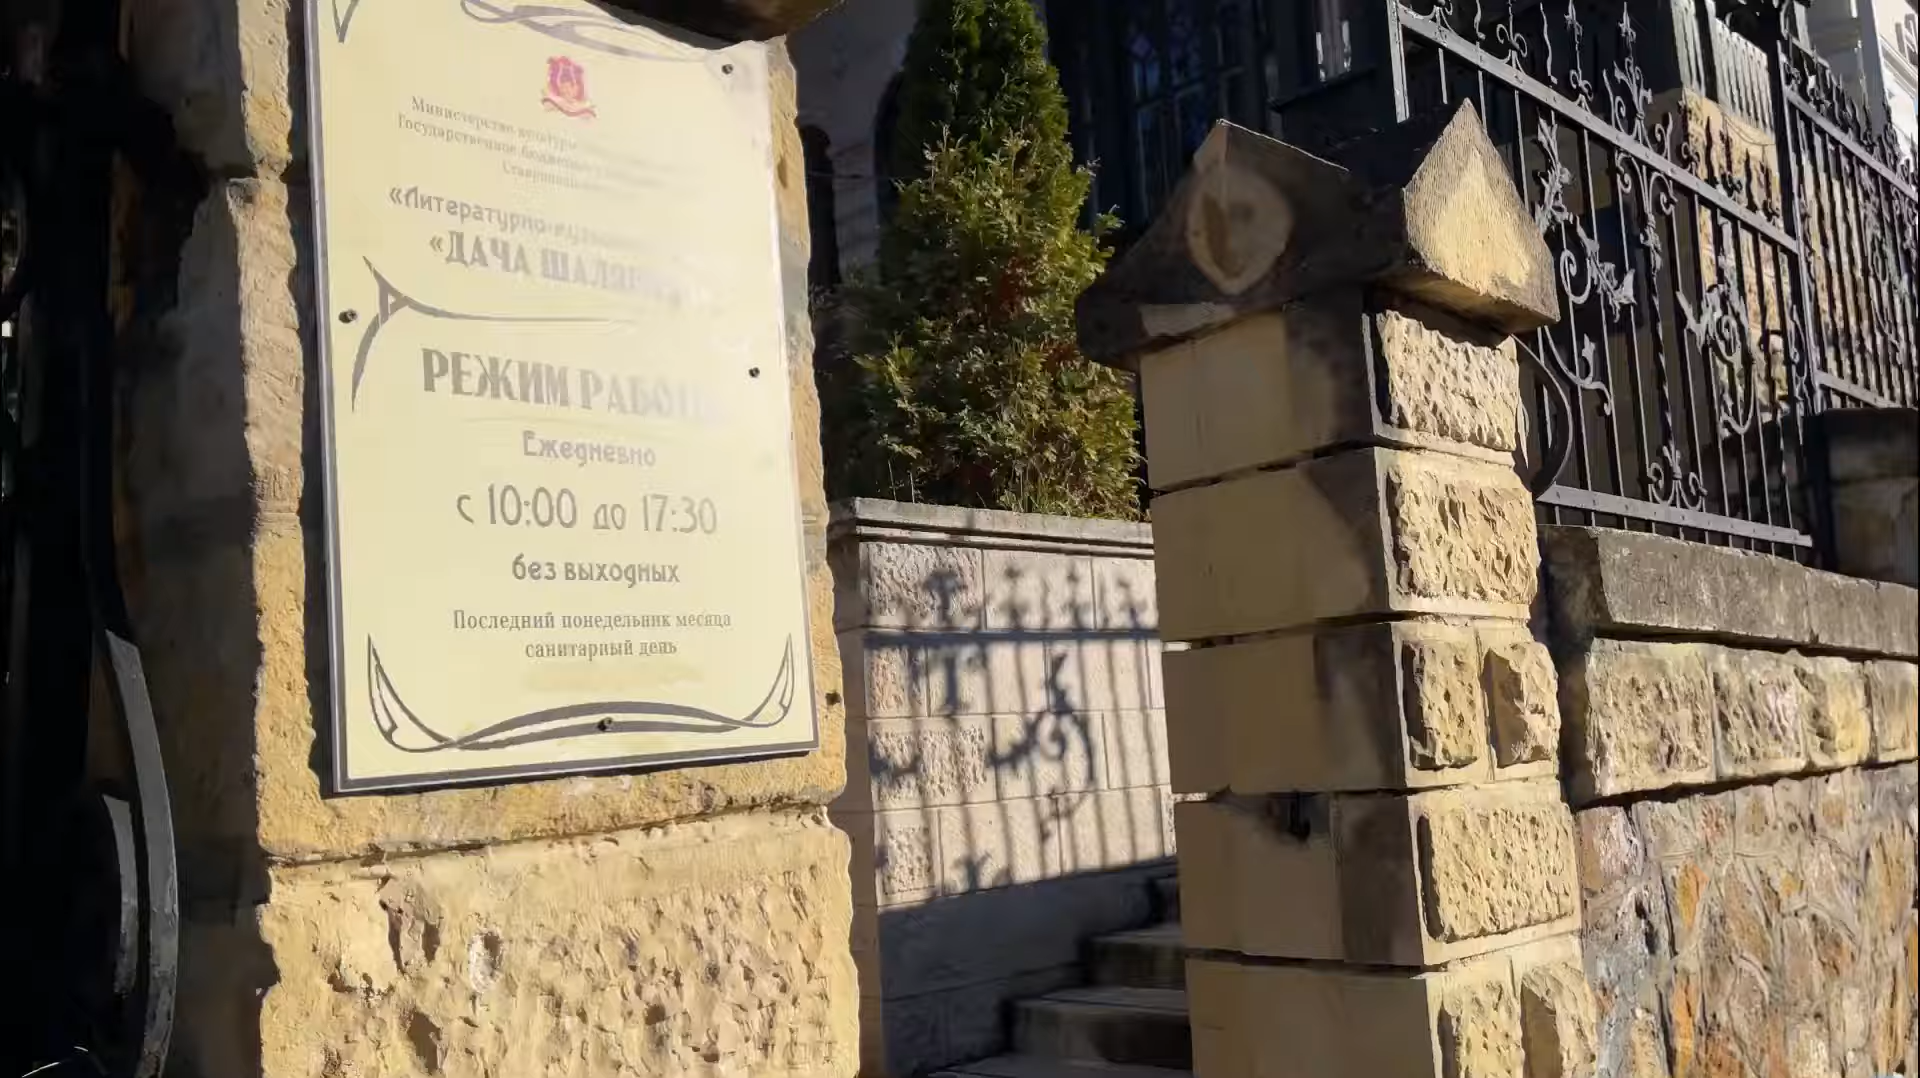 Министерство культуры
Государственное бюджетное
«Литературно-
«ДАЧА
РЕЖИМ РАБОТЫ
Ежедневно
с 10:00 до 17:30
без выходных
Последний понедельник месяца
санитарный день